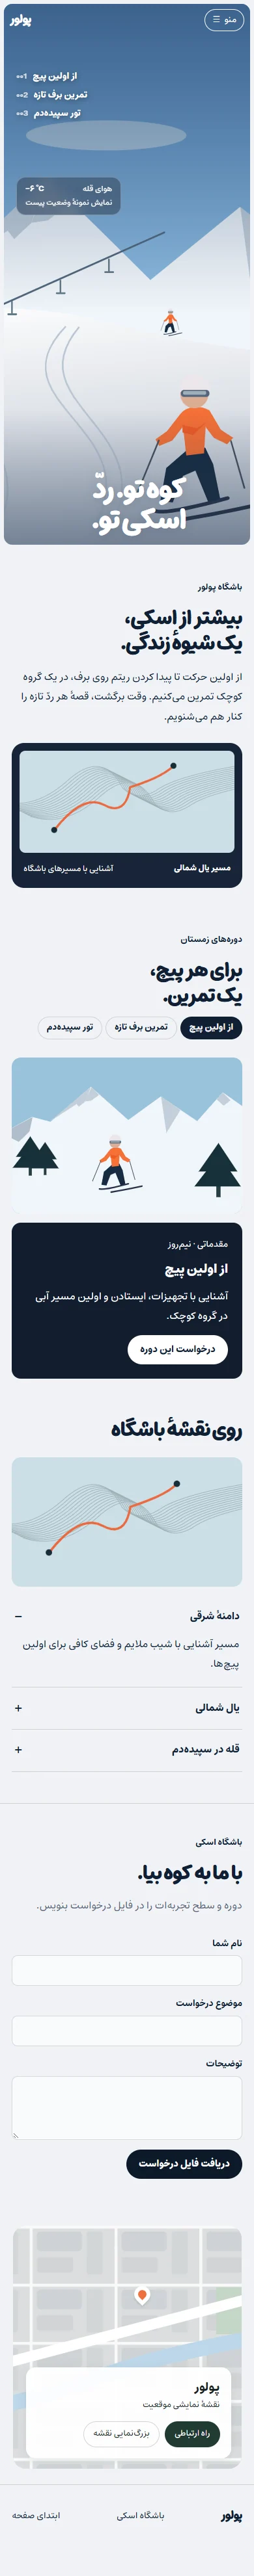 منو ☰
پولور
از اولین پیچ ۰۰۱
تمرین برف تازه ۰۰۲
تور سپیده‌دم ۰۰۳
هوای قله −۶°C
نمایش نمونهٔ وضعیت پیست
کوه تو. ردّ
اسکی تو.
باشگاه پولور
بیشتر از اسکی،
یک شیوهٔ زندگی.
از اولین حرکت تا پیدا کردن ریتم روی برف، در یک گروه
کوچک تمرین می‌کنیم. وقت برگشت، قصهٔ هر ردّ تازه را
کنار هم می‌شنویم.
مسیر یال شمالی
آشنایی با مسیرهای باشگاه
دوره‌های زمستان
برای هر پیچ،
یک تمرین.
از اولین پیچ
تمرین برف تازه
تور سپیده‌دم
مقدماتی · نیم‌روز
از اولین پیچ
آشنایی با تجهیزات، ایستادن و اولین مسیر آبی
در گروه کوچک.
درخواست این دوره
روی نقشهٔ باشگاه
دامنهٔ شرقی −
مسیر آشنایی با شیب ملایم و فضای کافی برای اولین
پیچ‌ها.
یال شمالی +
قله در سپیده‌دم +
باشگاه اسکی
با ما به کوه بیا.
دوره و سطح تجربه‌ات را در فایل درخواست بنویس.
نام شما
موضوع درخواست
توضیحات
دریافت فایل درخواست
پولور
نقشهٔ نمایشی موقعیت
راه ارتباطی
بزرگ‌نمایی نقشه
پولور
باشگاه اسکی
ابتدای صفحه